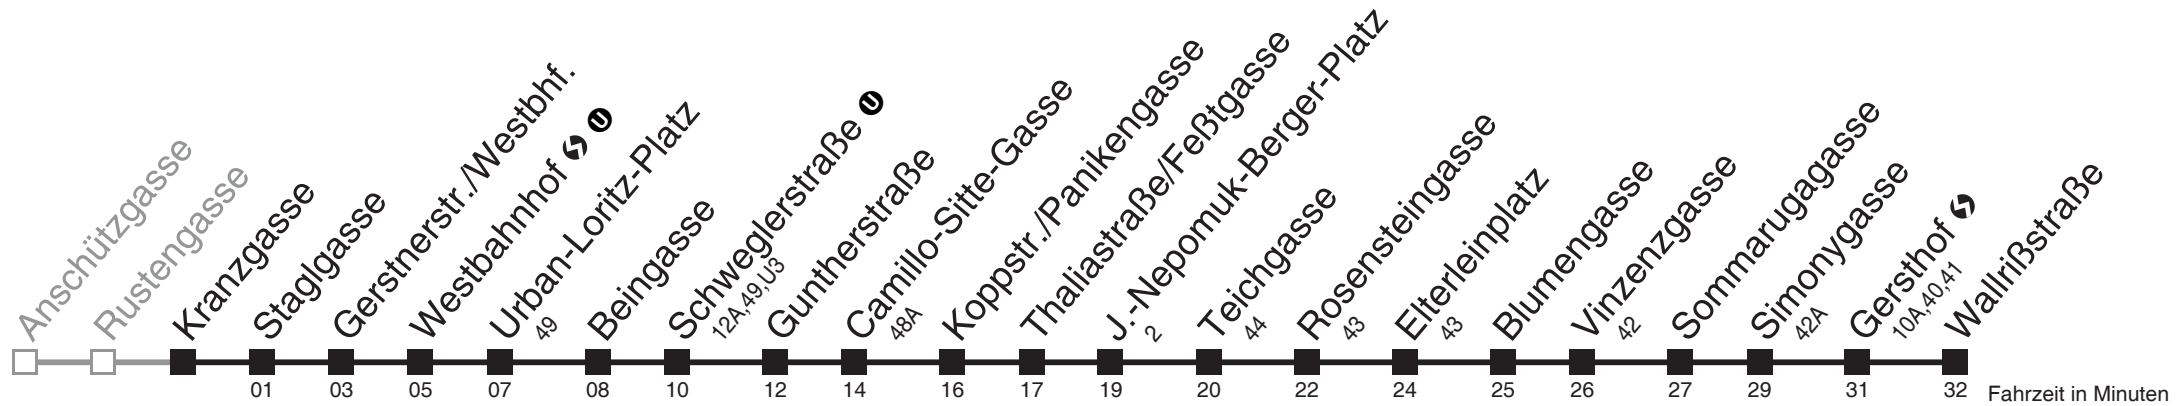 Anschützgasse
Rustengasse
Kranzgasse
Staglgasse
01
Gerstnerstr./Westbhf.
03
Westbahnhof U
05
Urban-Loritz-Platz
49
07
Beingasse
08
Schweglerstraße U
12A,49,U3
10
Guntherstraße
12
Camillo-Sitte-Gasse
48A
14
Koppstr./Panikengasse
16
Thaliastraße/Feßtgasse
17
J.-Nepomuk-Berger-Platz
2
19
Teichgasse
44
20
Rosensteingasse
43
22
Elterleinplatz
43
24
Blumengasse
25
Vinzenzgasse
42
26
Sommarugagasse
27
Simonygasse
42A
29
Gersthof
10A,40,41
31
Wallrißstraße
32
Fahrzeit in Minuten